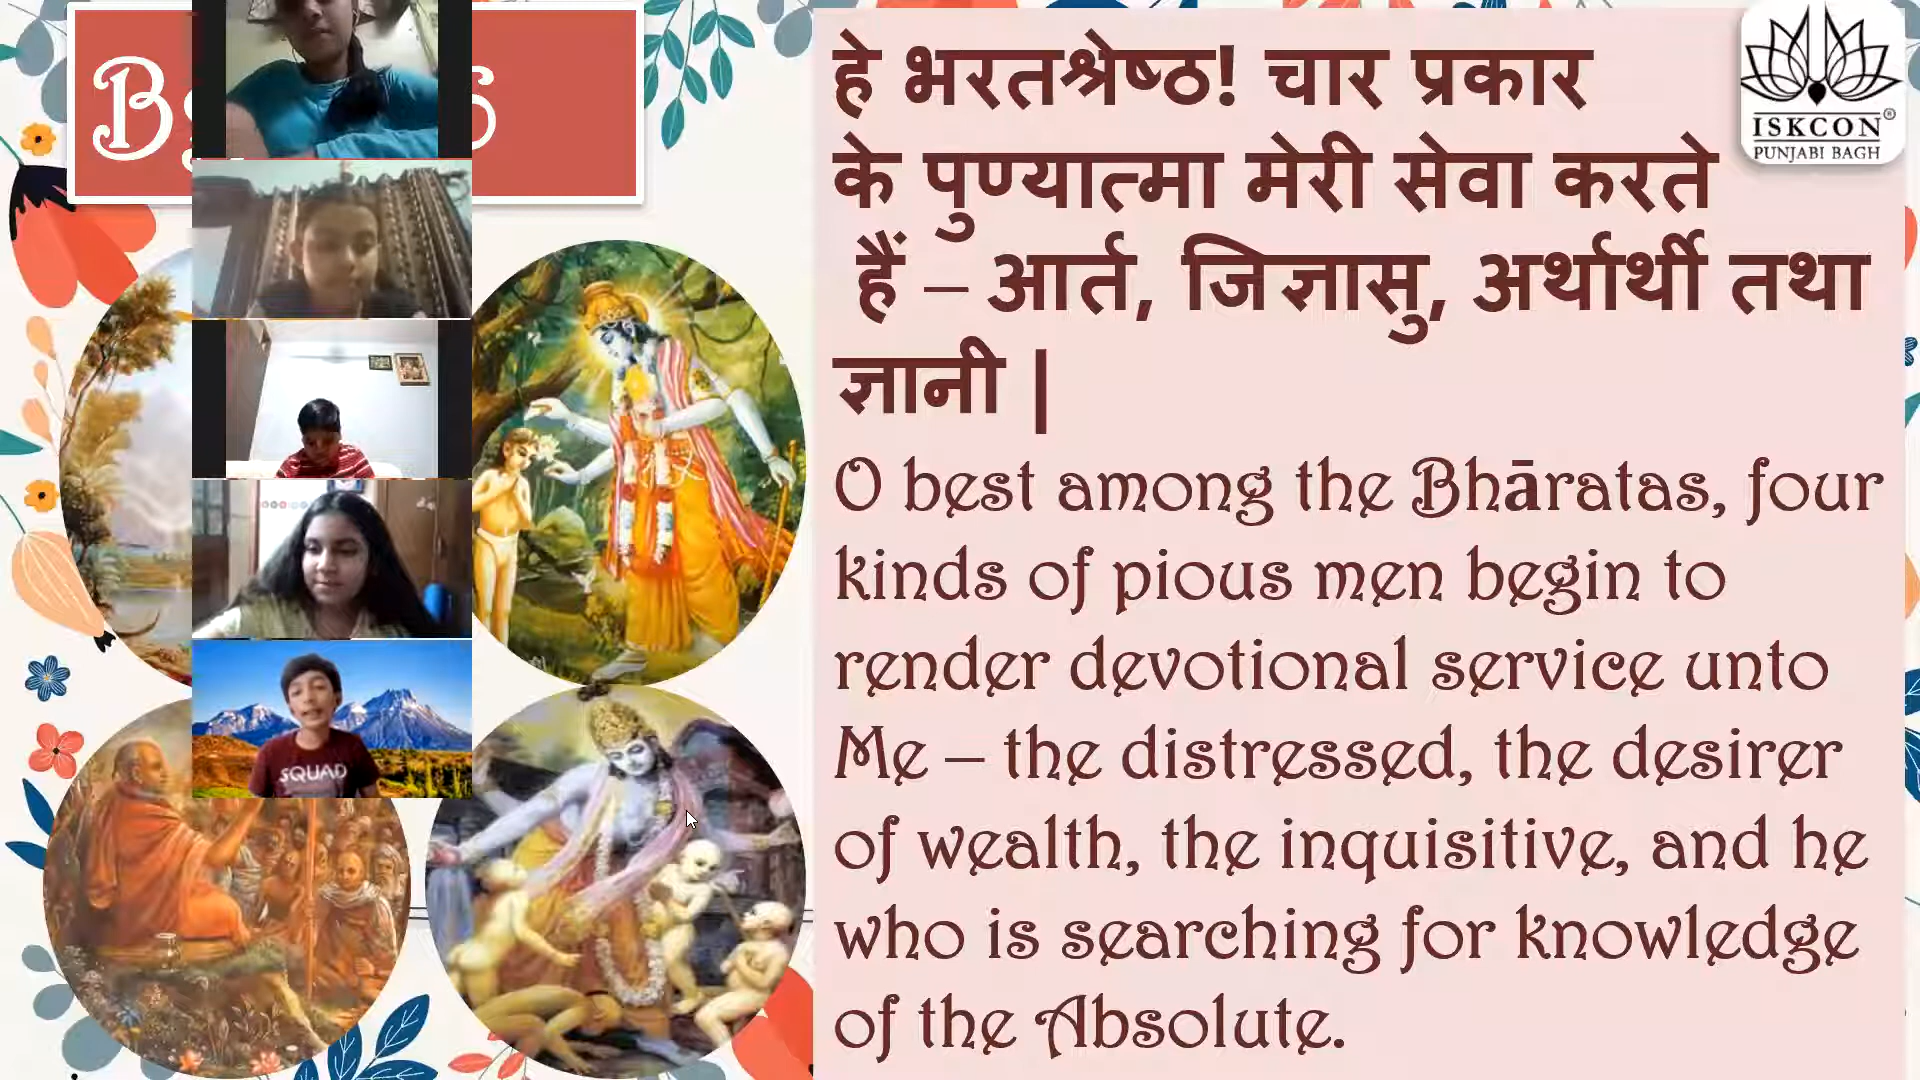 हे भरतश्रेष्ठ! चार प्रकार
के पुण्यात्मा मेरी सेवा करते
हैं – आर्त, जिज्ञासु, अर्थार्थी तथा
ज्ञानी |
O best among the Bhāratas, four
kinds of pious men begin to
render devotional service unto
Me – the distressed, the desirer
of wealth, the inquisitive, and he
who is searching for knowledge
of the Absolute.
ISKCON®
PUNJABI BAGH
SQUAD